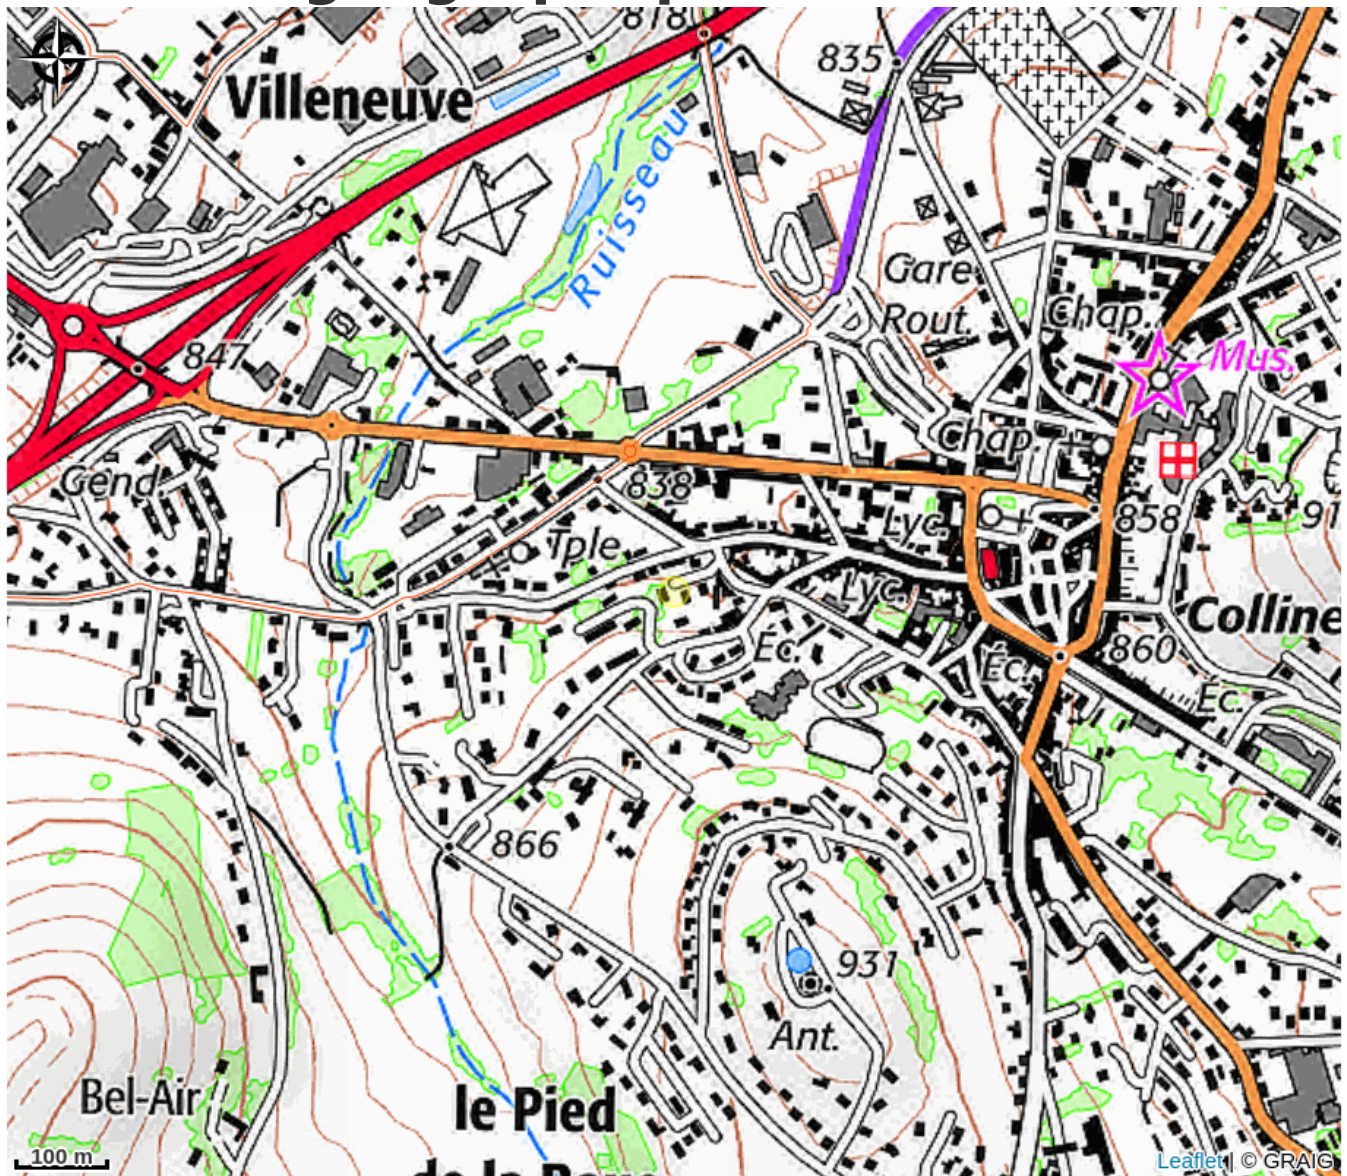 818
835
Villeneuve
Ruisseau
Gare
Rout.
Chap.
Mus.
847
Chap.
Gend.
838
858
91
Lyc.
Tple
Lyc.
Colline
Éc.
860
Éc.
Éc.
866
931
Ant.
Bel-Air
le Pied
100 m
Leaflet | © GRAIG